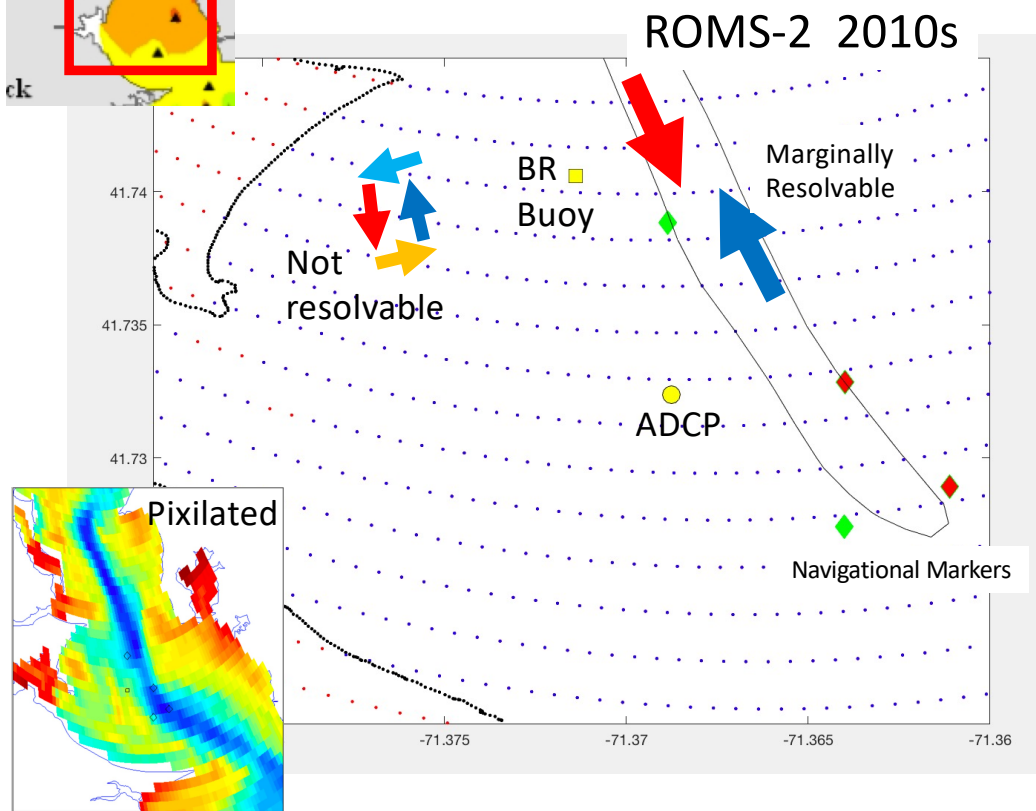 ROMS-2 2010s
ck
BR
Buoy
Marginally
Resolvable
Not
resolvable
ADCP
Navigational Markers
Pixilated
41.74
41.735
41.73
-71.375
-71.37
-71.365
-71.36